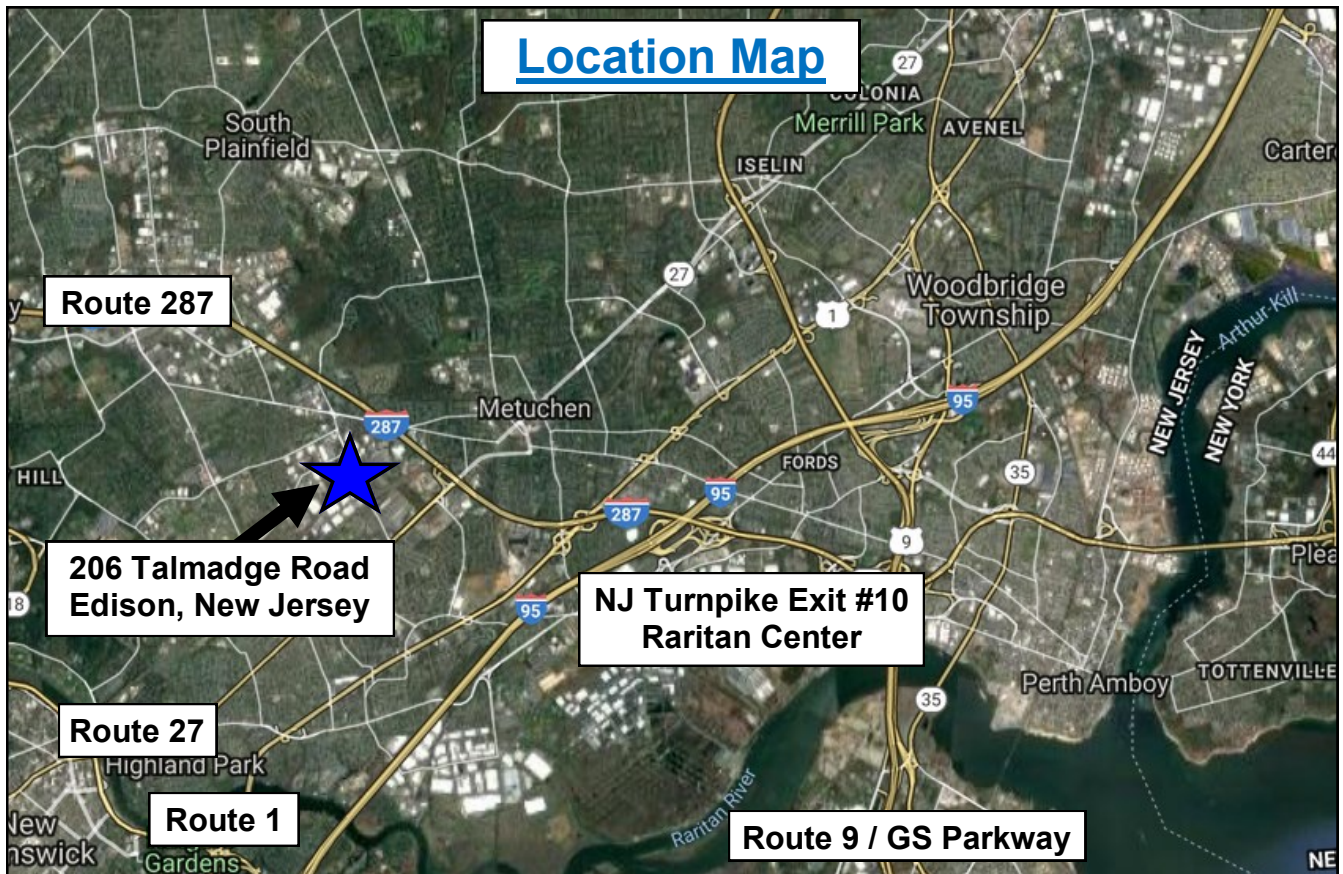 Location Map
27
COLONIA
Merrill Park
AVENEL
South
Plainfield
Carter
ISELIN
27
Route 287
Woodbridge
Township
1
Arthur Kill
NEW JERSEY
NEW YORK
Metuchen
287
95
44
HILL
FORDS
35
95
287
9
206 Talmadge Road
Edison, New Jersey
Plea
18
95
NJ Turnpike Exit #10
Raritan Center
TOTTENVILLE
Perth Amboy
35
Route 27
Highland Park
Raritan River
Route 1
New
nswick
Gardens
Route 9 / GS Parkway
NE